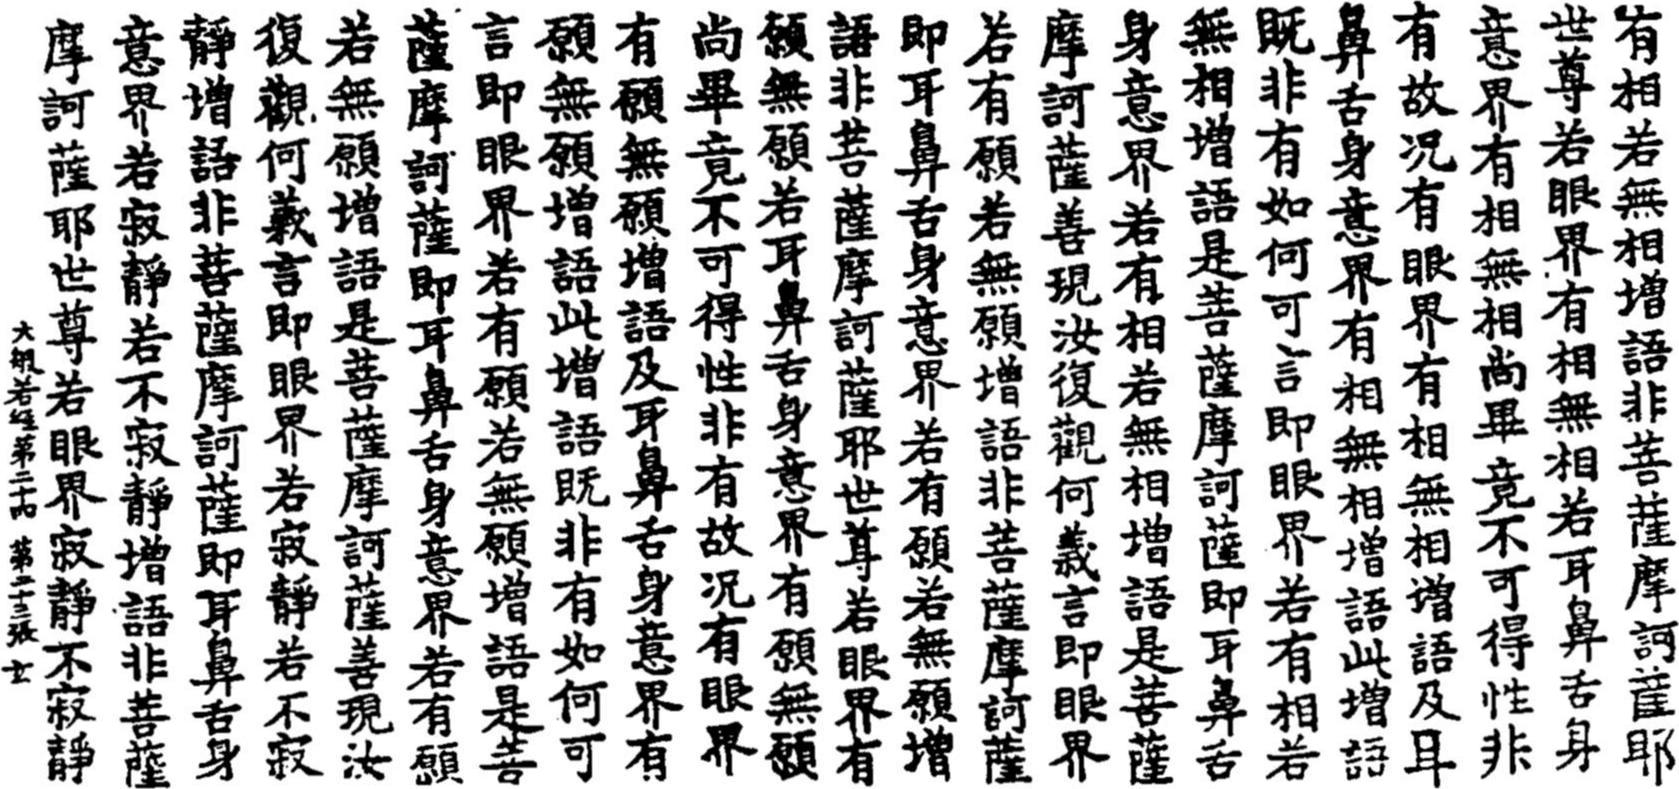 有相若無相增語非菩薩摩訶薩耶
世尊若眼界有相無相若耳鼻舌身
意界有相無相尚畢竟不可得性非
有故况有眼界有相無相增語及耳
鼻舌身意界有相無相增語此增語
既非有如何可言即眼界若有相若
無相增語是菩薩摩訶薩即耳鼻舌
身意界若有相若無相增語是菩薩
摩訶薩善現汝復觀何義言即眼界
若有願若無願增語非菩薩摩訶薩
即耳鼻舌身意界若有願若無願增
語非菩薩摩訶薩耶世尊若眼界有
願無願若耳鼻舌身意界有願無願
尚畢竟不可得性非有故况有眼界
有願無願增語及耳鼻舌身意界有
願無願增語此增語既非有如何可
言即眼界若有願若無願增語是菩
薩摩訶薩即耳鼻舌身意界若有願
若無願增語是菩薩摩訶薩善現汝
復觀何義言即眼界若寂靜若不寂
靜增語非菩薩摩訶薩即耳鼻舌身
意界若寂靜若不寂靜增語非菩薩
摩訶薩耶世尊若眼界寂靜不寂靜
大般若經第二十四 第二十三張